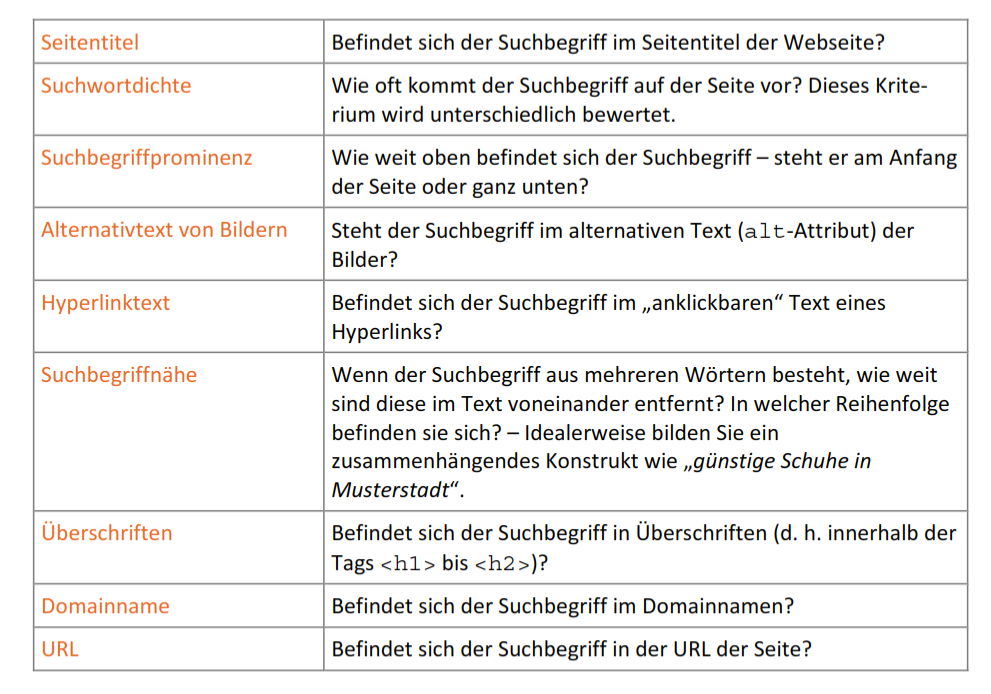 Seitentitel
Befindet sich der Suchbegriff im Seitentitel der Webseite?
Suchwortdichte
Wie oft kommt der Suchbegriff auf der Seite vor? Dieses Krite-
rium wird unterschiedlich bewertet.
Suchbegriffprominenz
Wie weit oben befindet sich der Suchbegriff – steht er am Anfang
der Seite oder ganz unten?
Alternativtext von Bildern
Steht der Suchbegriff im alternativen Text (alt-Attribut) der
Bilder?
Hyperlinktext
Befindet sich der Suchbegriff im „anklickbaren“ Text eines
Hyperlinks?
Suchbegriffnähe
Wenn der Suchbegriff aus mehreren Wörtern besteht, wie weit
sind diese im Text voneinander entfernt? In welcher Reihenfolge
befinden sie sich? – Idealerweise bilden Sie ein
zusammenhängendes Konstrukt wie „günstige Schuhe in
Musterstadt“.
Überschriften
Befindet sich der Suchbegriff in Überschriften (d. h. innerhalb der
Tags <h1> bis <h2>)?
Domainname
Befindet sich der Suchbegriff im Domainnamen?
URL
Befindet sich der Suchbegriff in der URL der Seite?